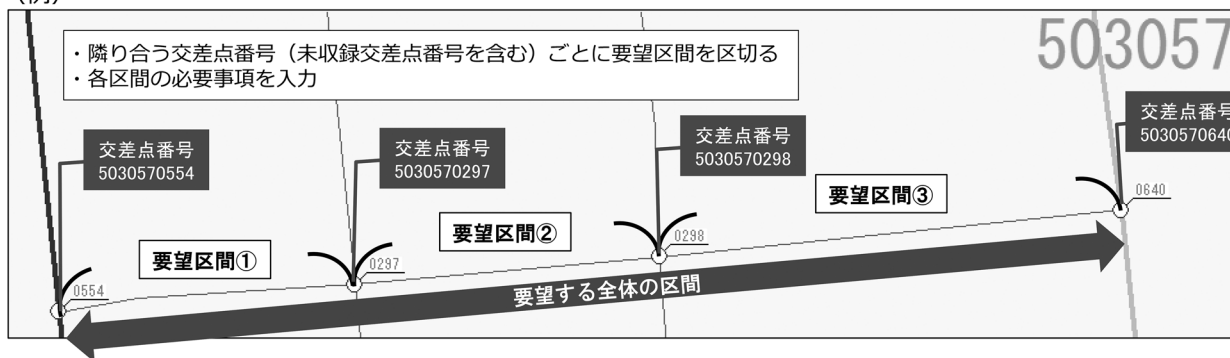 (例)
・隣り合う交差点番号（未収録交差点番号を含む）ごとに要望区間を区切る
・各区間の必要事項を入力
503057
交差点番号
5030570554
交差点番号
5030570297
交差点番号
5030570298
交差点番号
5030570640
要望区間①
要望区間②
要望区間③
0554
0297
0298
0640
要望する全体の区間